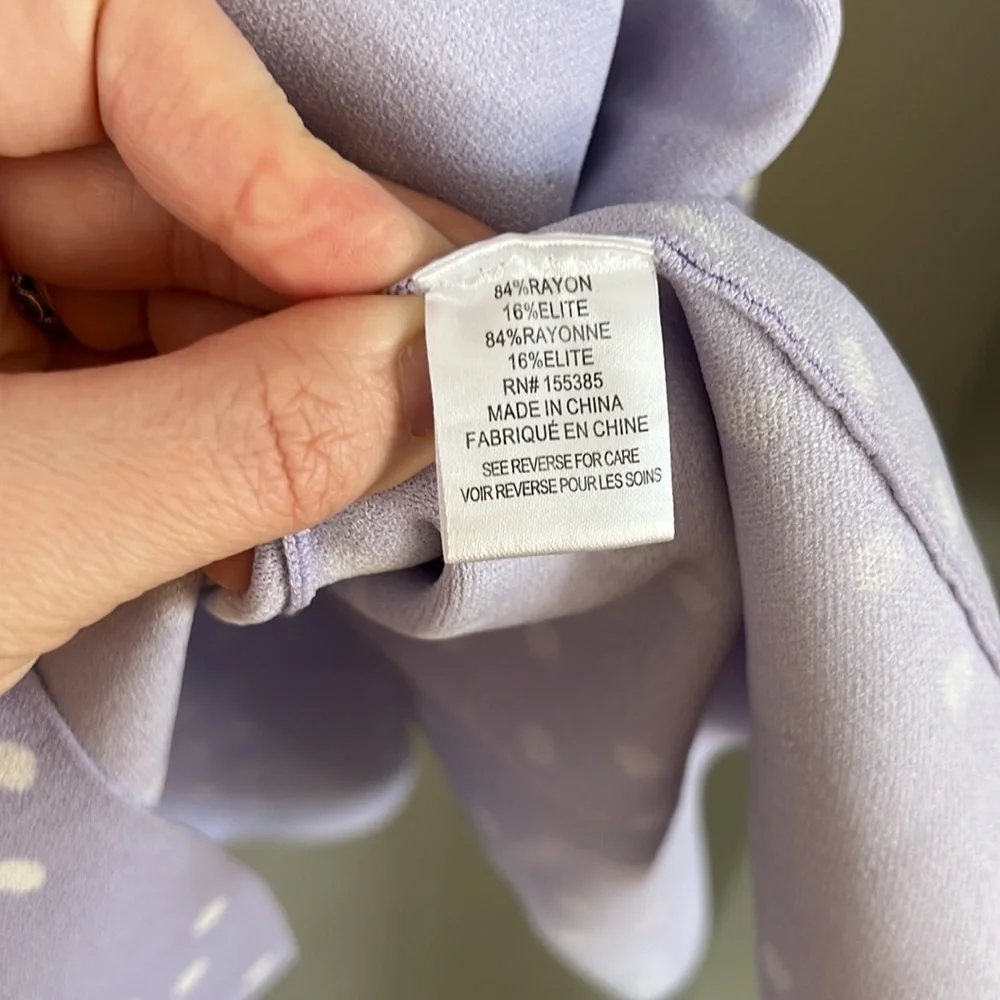 84%RAYON
16%ELITE
84%RAYONNE
16%ELITE
RN# 155385
MADE IN CHINA
FABRIQUÉ EN CHINE
SEE REVERSE FOR CARE
VOIR REVERSE POUR LES SOINS